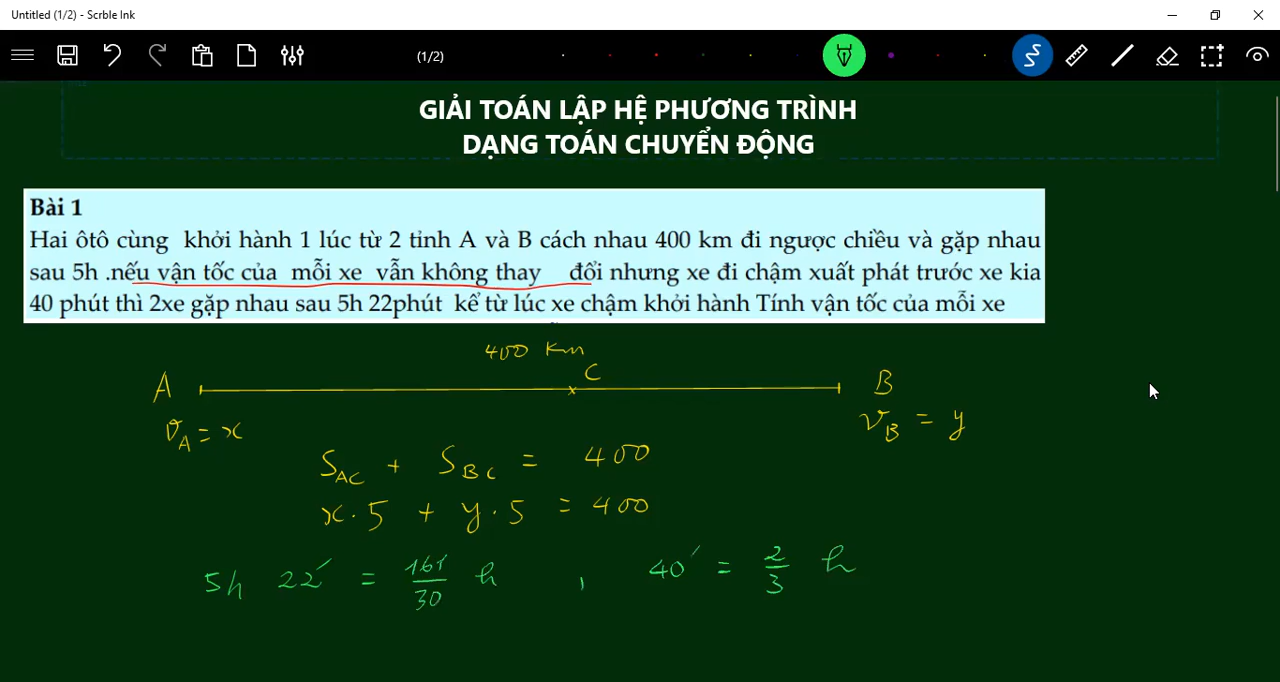 Untitled (1/2) - Scrble Ink
(1/2)
GIẢI TOÁN LẬP HỆ PHƯƠNG TRÌNH
DẠNG TOÁN CHUYỂN ĐỘNG
Bài 1
Hai ôtô cùng khởi hành 1 lúc từ 2 tỉnh A và B cách nhau 400 km đi ngược chiều và gặp nhau
sau 5h .nếu vận tốc của mỗi xe vẫn không thay đổi nhưng xe đi chậm xuất phát trước xe kia
40 phút thì 2xe gặp nhau sau 5h 22phút kể từ lúc xe chậm khởi hành Tính vận tốc của mỗi xe
400 km
A C B
V_A = x V_B = y
S_AC + S_BC = 400
x . 5 + y . 5 = 400
5h 22' = 161/30 h , 40' = 2/3 h